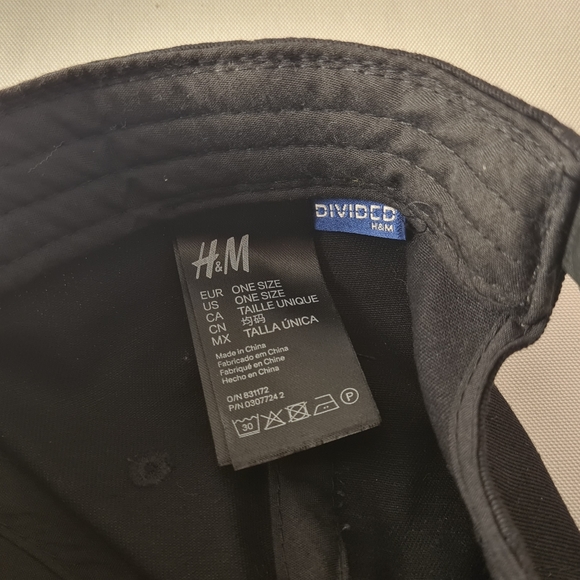 DIVIDED
H&M
H&M
EUR ONE SIZE
US ONE SIZE
CA TAILLE UNIQUE
CN 均码
MX TALLA ÚNICA
Made in China
Fabricado em China
Fabriqué en Chine
Hecho en China
O/N 831172
P/N 0307724 2
30
P